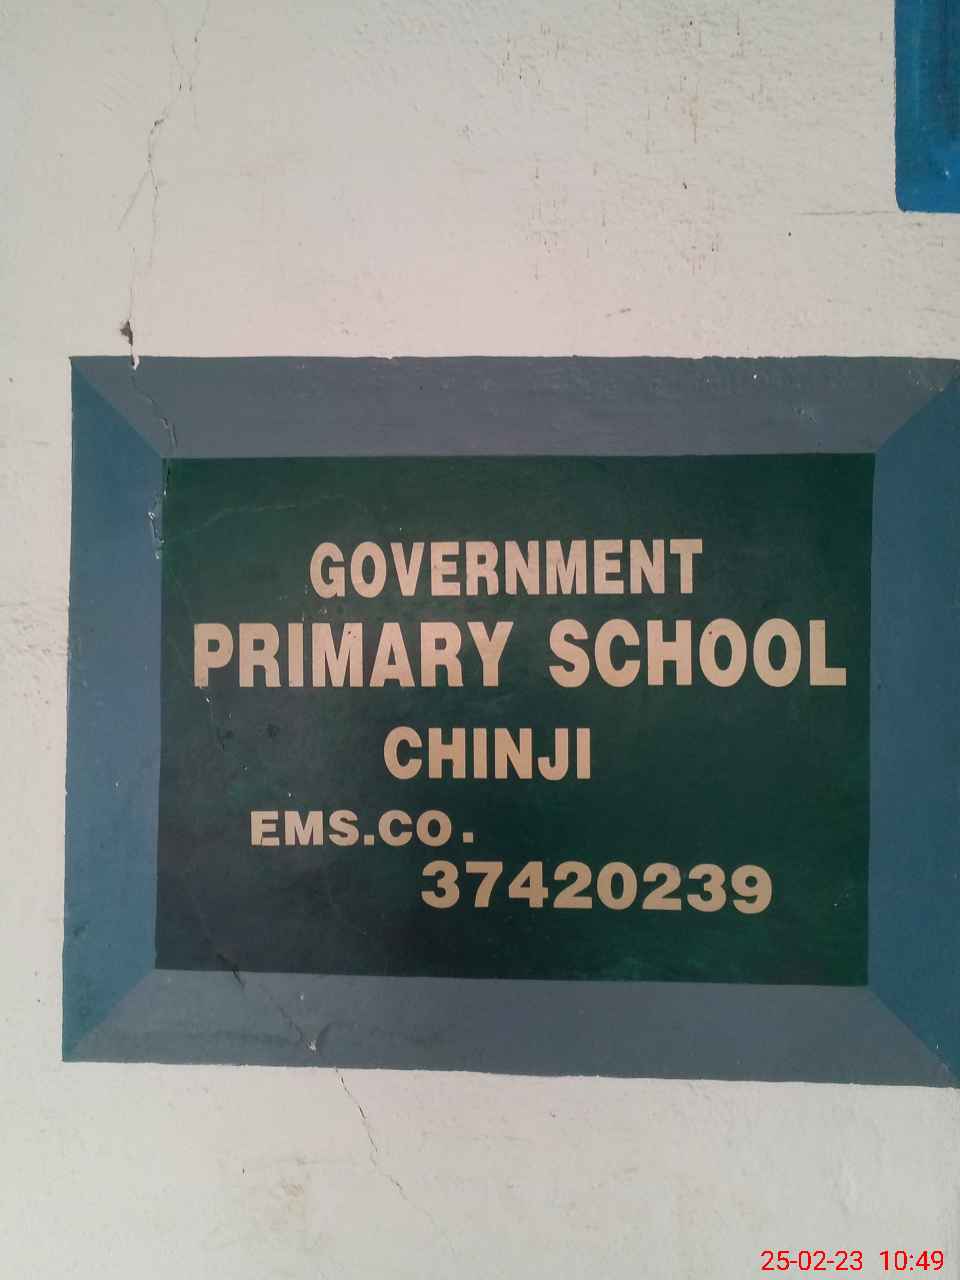 GOVERNMENT
PRIMARY SCHOOL
CHINJI
EMS.CO.
37420239
25-02-23 10:49